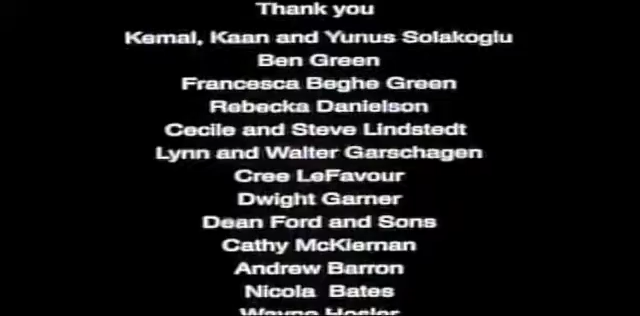 Thank you
Kemal, Kaan and Yunus Solakoglu
Ben Green
Francesca Beghe Green
Rebecka Danielson
Cecile and Steve Lindstedt
Lynn and Walter Garschagen
Cree LeFavour
Dwight Garner
Dean Ford and Sons
Cathy McKiernan
Andrew Barron
Nicola Bates
Wayne